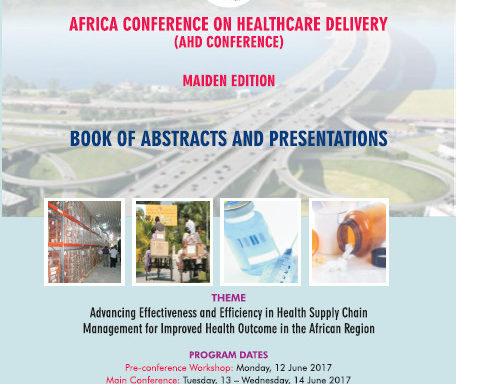 AFRICA CONFERENCE ON HEALTHCARE DELIVERY
(AHD CONFERENCE)
MAIDEN EDITION
BOOK OF ABSTRACTS AND PRESENTATIONS
THEME
Advancing Effectiveness and Efficiency in Health Supply Chain
Management for Improved Health Outcome in the African Region
PROGRAM DATES
Pre-conference Workshop: Monday, 12 June 2017
Main Conference: Tuesday, 13 – Wednesday, 14 June 2017